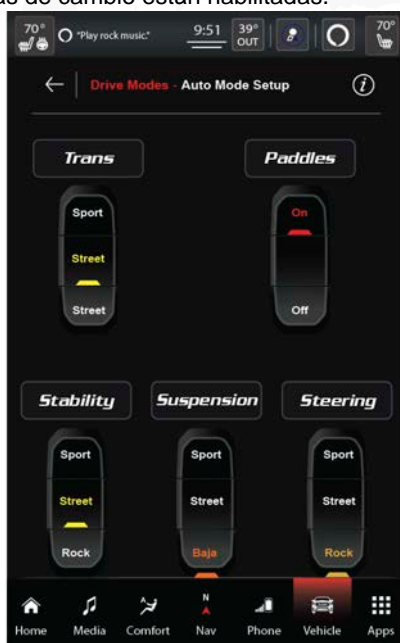 as de cambio están habilitadas.
70° "Play rock music." 9:51 39° OUT 70°
Drive Modes - Auto Mode Setup
Trans Paddles
Sport On
Street
Street Off
Stability Suspension Steering
Sport Sport Sport
Street Street Street
Rock Baja Rock
N
Home Media Comfort Nav Phone Vehicle Apps